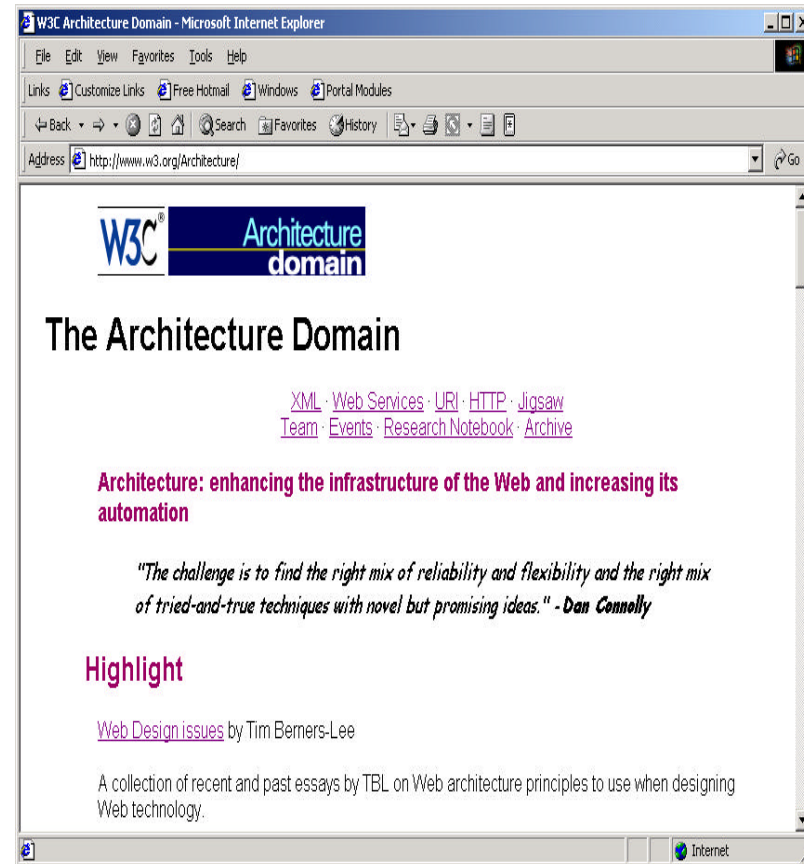 W3C Architecture Domain - Microsoft Internet Explorer
File Edit View Favorites Tools Help
Links Customize Links Free Hotmail Windows Portal Modules
Back Search Favorites History
Address http://www.w3.org/Architecture/ Go
W3C® Architecture
domain
The Architecture Domain
XML · Web Services · URI · HTTP · Jigsaw
Team · Events · Research Notebook · Archive
Architecture: enhancing the infrastructure of the Web and increasing its
automation
"The challenge is to find the right mix of reliability and flexibility and the right mix
of tried-and-true techniques with novel but promising ideas." - Dan Connolly
Highlight
Web Design issues by Tim Berners-Lee
A collection of recent and past essays by TBL on Web architecture principles to use when designing
Web technology.
Internet